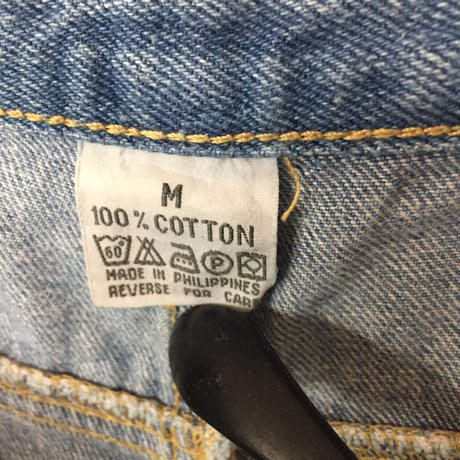 M
100% COTTON
60 P
MADE IN PHILIPPINES
REVERSE FOR CARE